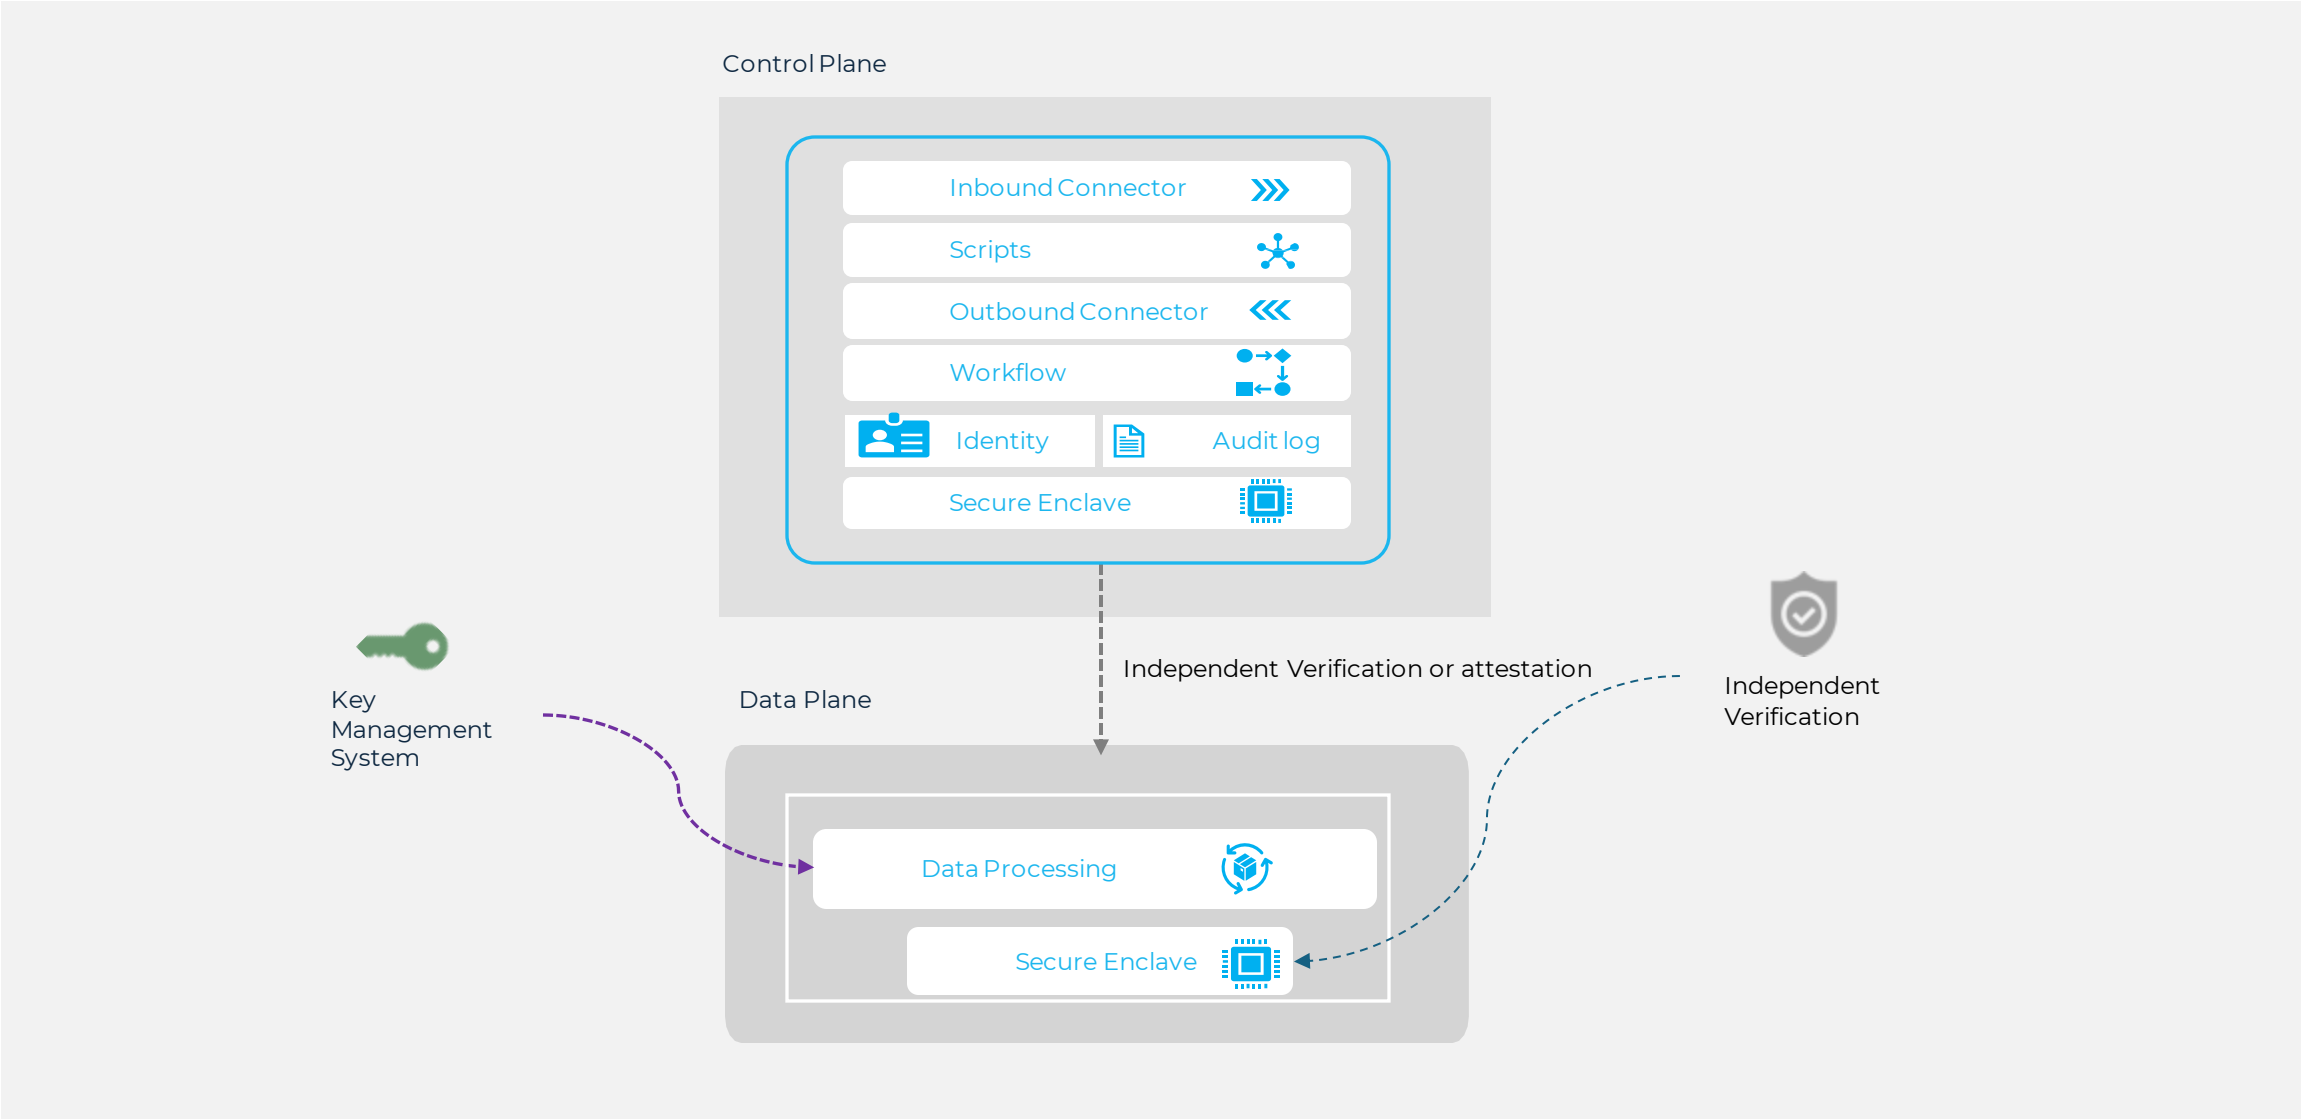 Control Plane
Inbound Connector
Scripts
Outbound Connector
Workflow
Identity
Audit log
Secure Enclave
Independent Verification or attestation
Key
Management
System
Data Plane
Independent
Verification
Data Processing
Secure Enclave